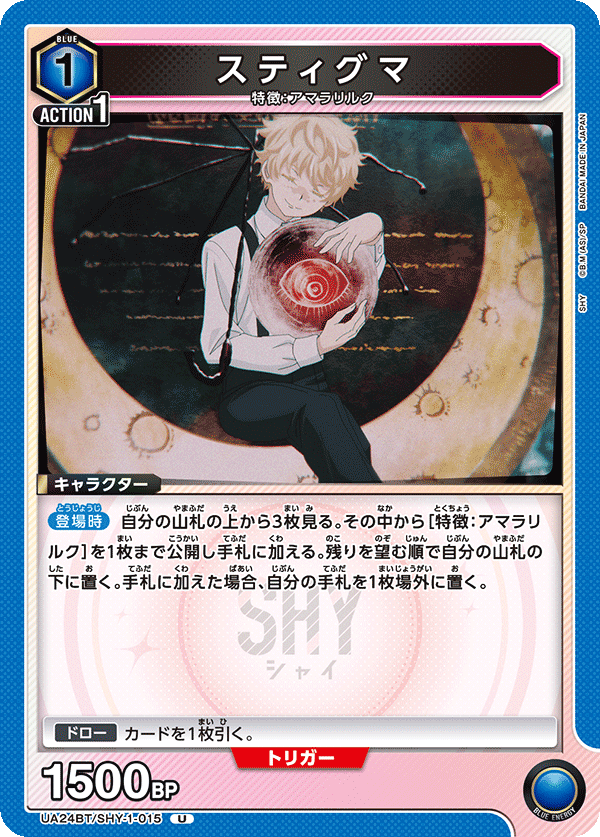 BLUE
1
スティグマ
特徴:アマラリルク
ACTION 1
SHY ©B.M(AS)/SP BANDAI MADE IN JAPAN
キャラクター
登場時 自分の山札の上から3枚見る。その中から[特徴:アマラリ
ルク]を1枚まで公開し手札に加える。残りを望む順で自分の山札の
下に置く。手札に加えた場合、自分の手札を1枚場外に置く。
SHY
シャイ
ドロー カードを1枚引く。
トリガー
1500BP
UA24BT/SHY-1-015 U
BLUE ENERGY